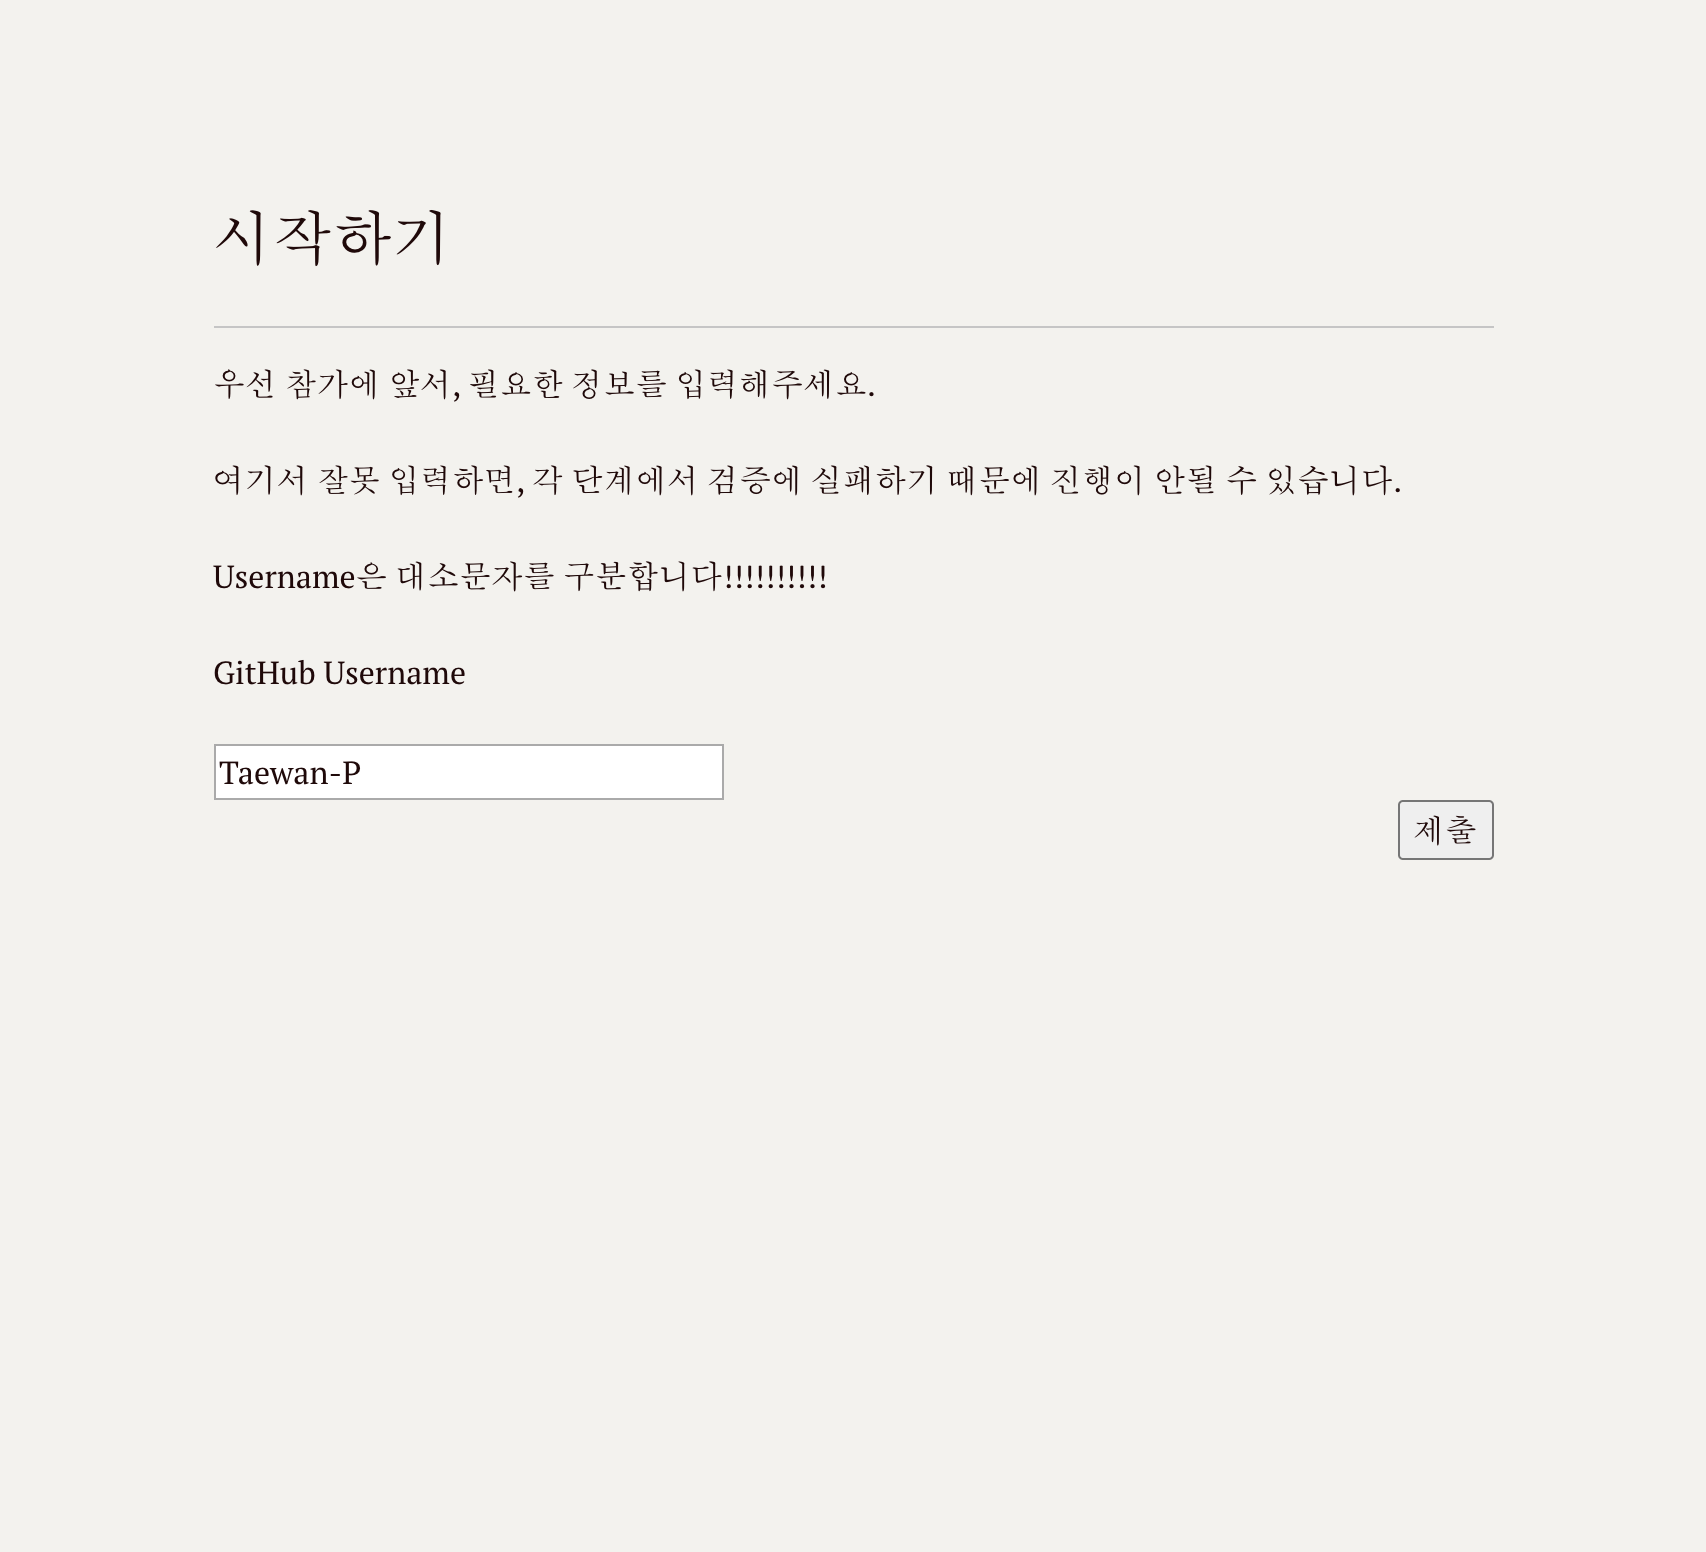 시작하기
우선 참가에 앞서, 필요한 정보를 입력해주세요.
여기서 잘못 입력하면, 각 단계에서 검증에 실패하기 때문에 진행이 안될 수 있습니다.
Username은 대소문자를 구분합니다!!!!!!!!!!
GitHub Username
Taewan-P
제출